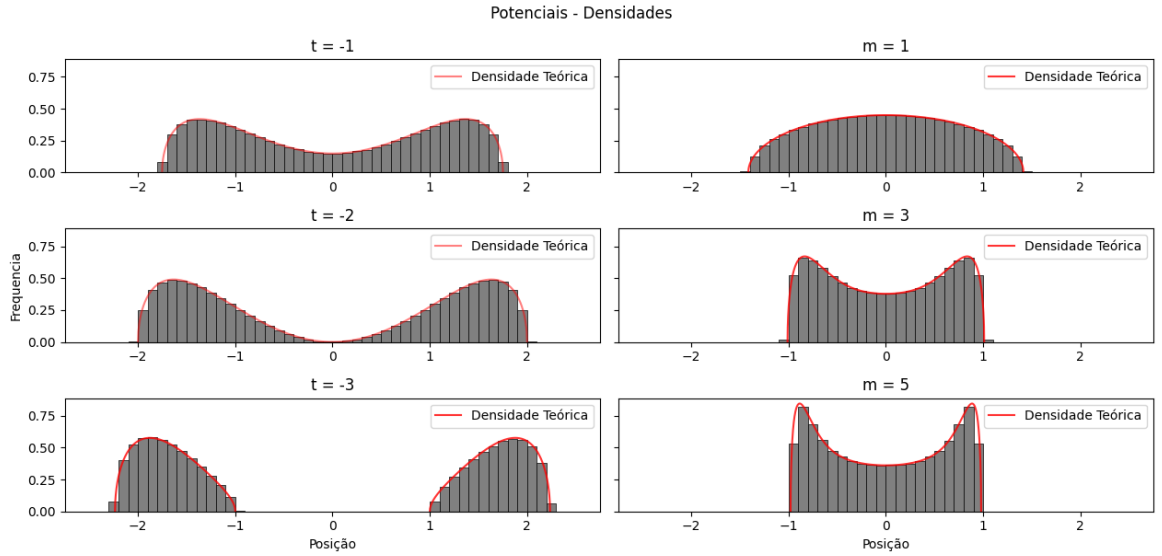 Potenciais - Densidades
t = -1
Densidade Teórica
0.75
0.50
0.25
0.00
−2 −1 0 1 2
m = 1
Densidade Teórica
−2 −1 0 1 2
t = -2
Densidade Teórica
Frequencia
0.75
0.50
0.25
0.00
−2 −1 0 1 2
m = 3
Densidade Teórica
−2 −1 0 1 2
t = -3
Densidade Teórica
0.75
0.50
0.25
0.00
−2 −1 0 1 2
Posição
m = 5
Densidade Teórica
−2 −1 0 1 2
Posição